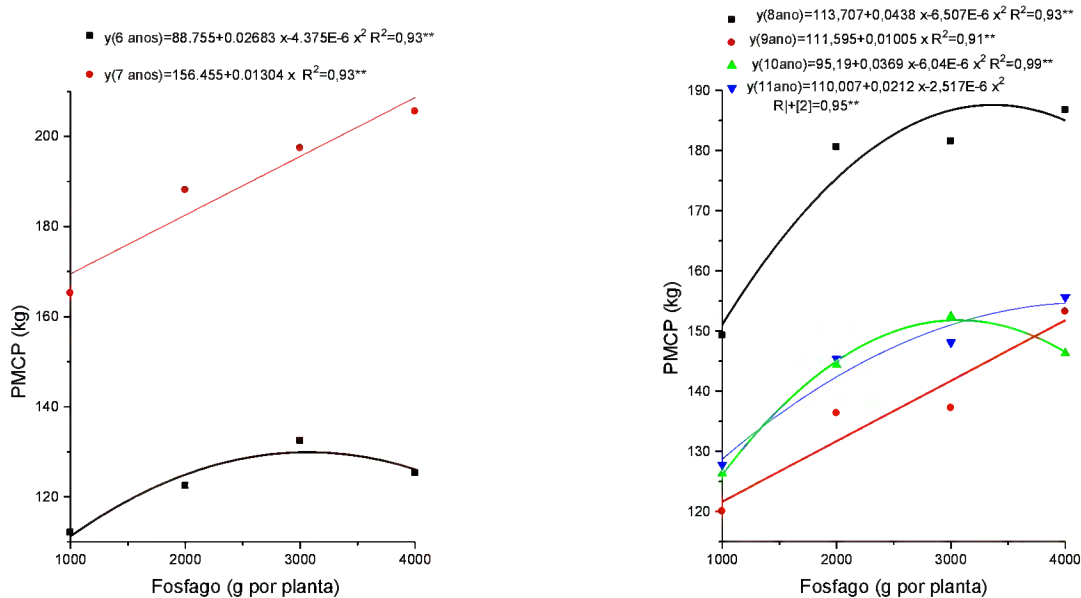 y(6 anos)=88.755+0.02683 x-4.375E-6 x² R²=0,93**
y(7 anos)=156.455+0.01304 x R²=0,93**
200
180
160
140
120
PMCP (kg)
1000 2000 3000 4000
Fosfago (g por planta)
y(8ano)=113,707+0,0438 x-6,507E-6 x² R²=0,93**
y(9ano)=111,595+0,01005 x R²=0,91**
y(10ano)=95,19+0,0369 x-6,04E-6 x² R²=0,99**
y(11ano)=110,007+0,0212 x-2,517E-6 x²
R|+[2]=0,95**
190
180
170
160
150
140
130
120
PMCP (kg)
1000 2000 3000 4000
Fosfago (g por planta)